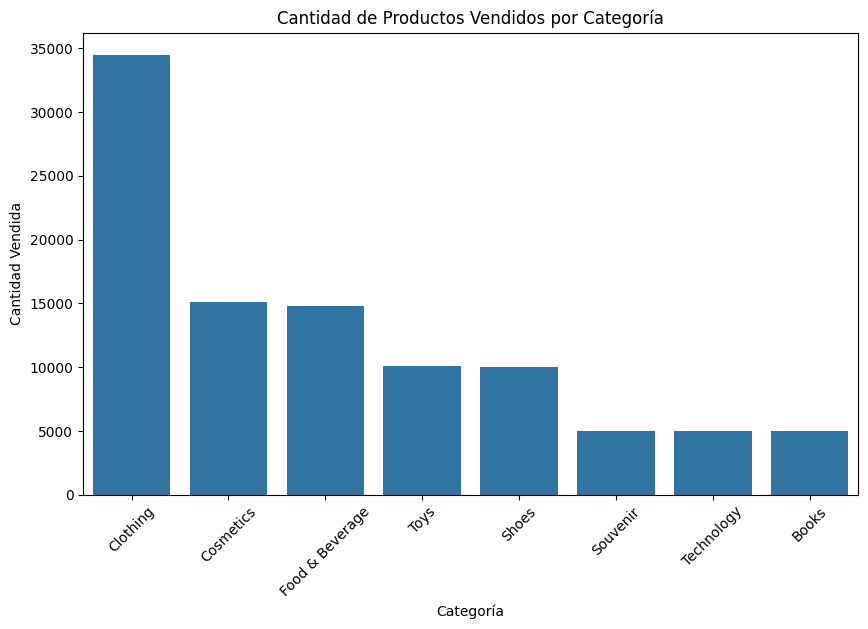 Cantidad de Productos Vendidos por Categoría
Cantidad Vendida
35000
30000
25000
20000
15000
10000
5000
0
Clothing
Cosmetics
Food & Beverage
Toys
Shoes
Souvenir
Technology
Books
Categoría